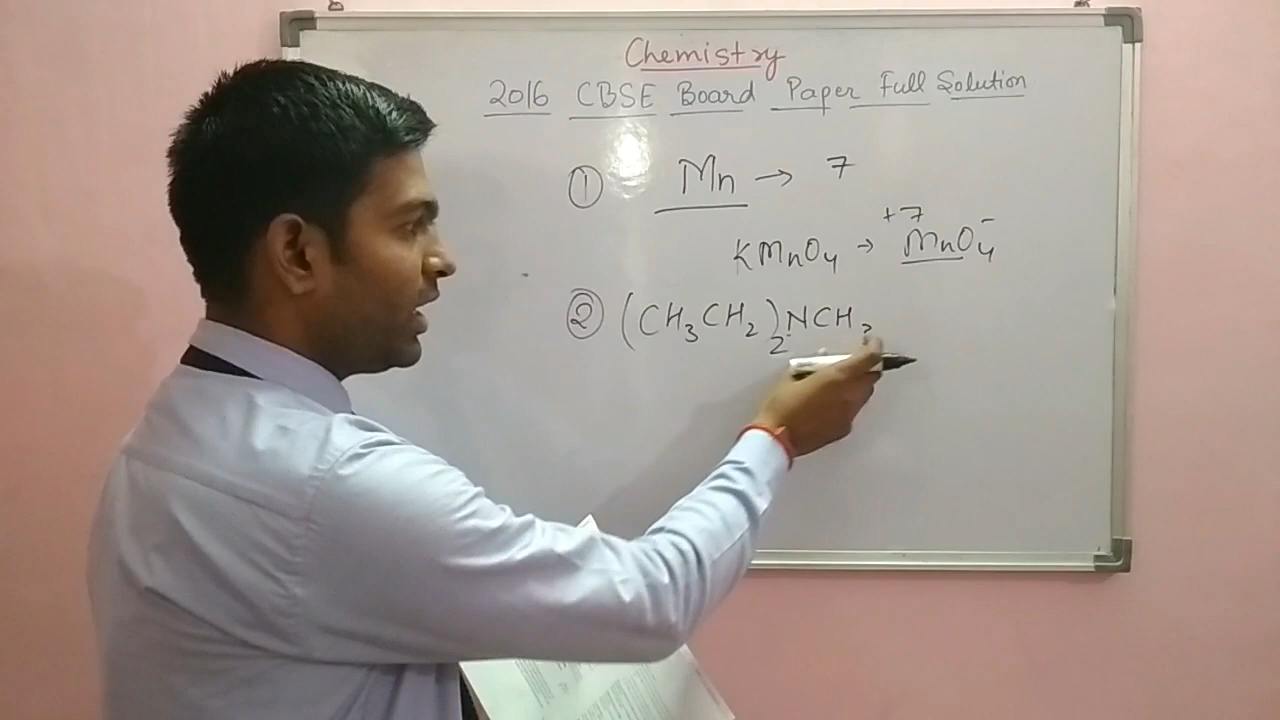 Chemistry
2016 CBSE Board Paper Full Solution
① Mn → 7
KMnO₄ → +7 MnO₄⁻
② (CH₃CH₂)₂NCH₃